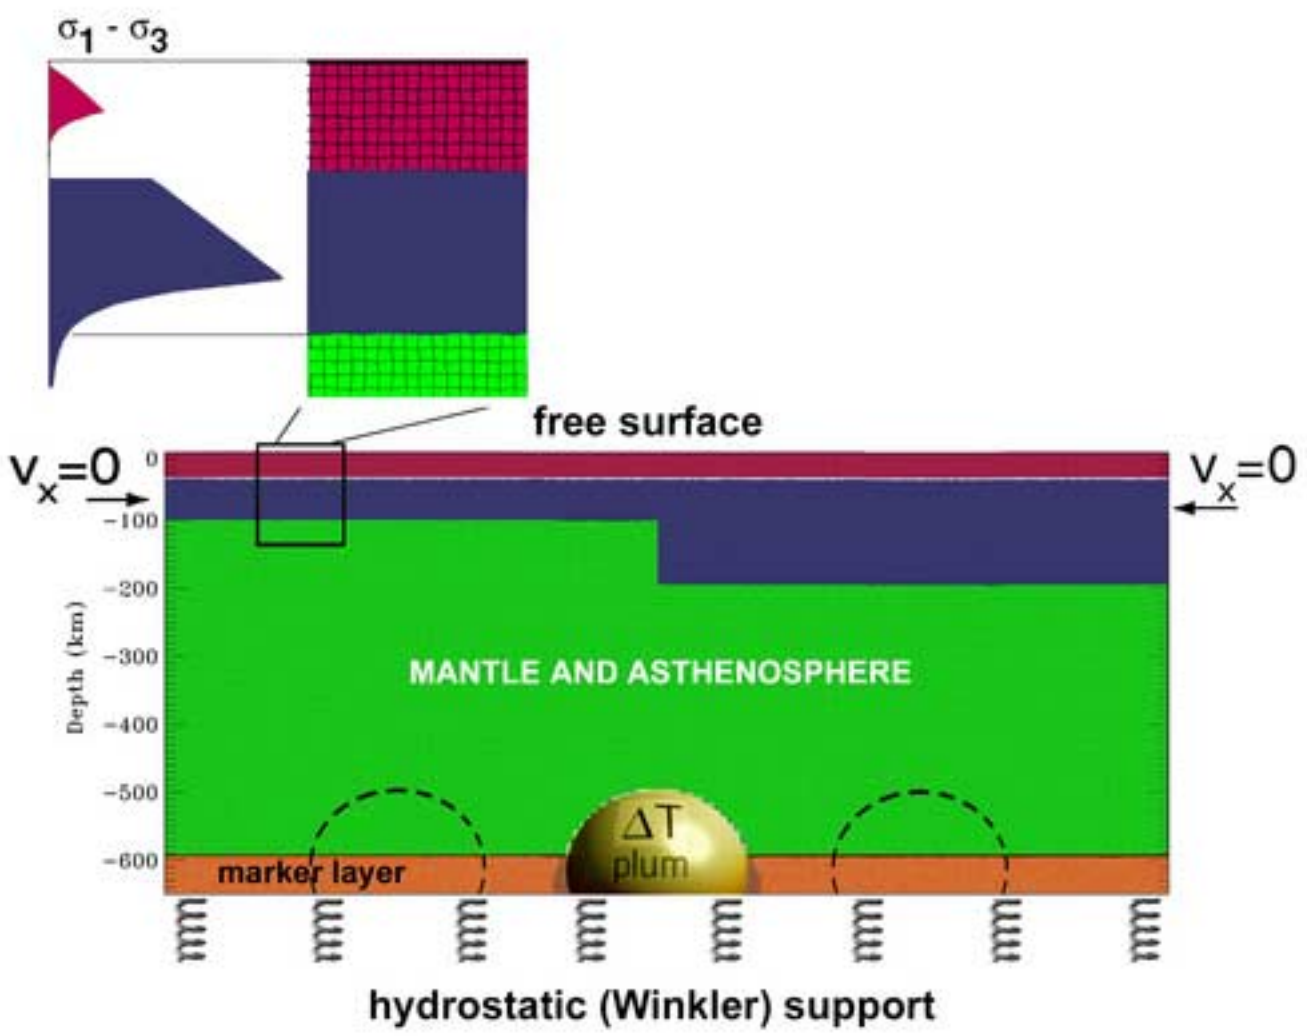 σ1 - σ3
free surface
vx=0
vx=0
0
−100
−200
−300
−400
−500
−600
Depth (km)
MANTLE AND ASTHENOSPHERE
ΔT
plum
marker layer
hydrostatic (Winkler) support